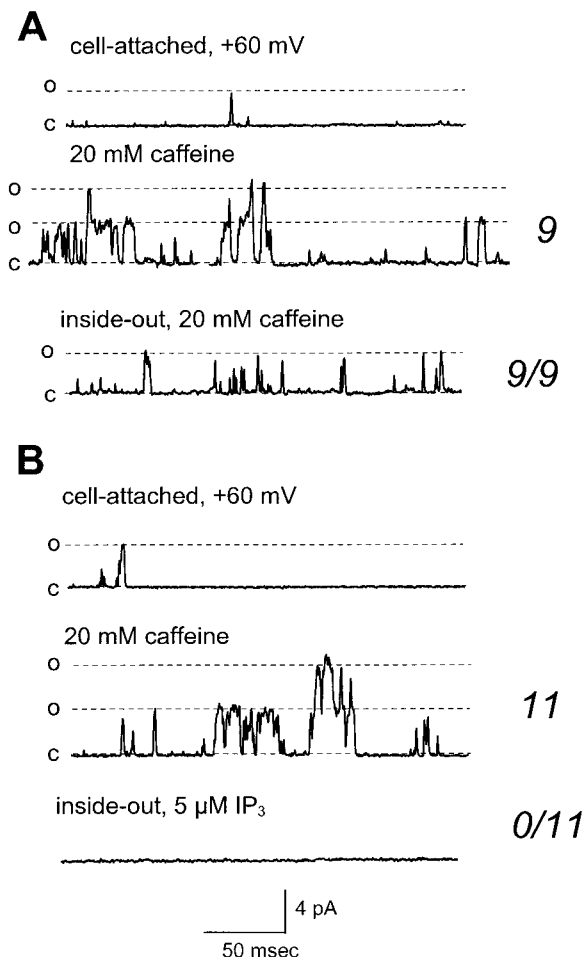 A
cell-attached, +60 mV
o
c
20 mM caffeine
o
o
c
9
inside-out, 20 mM caffeine
o
c
9/9
B
cell-attached, +60 mV
o
c
20 mM caffeine
o
o
c
11
inside-out, 5 µM IP₃
0/11
4 pA
50 msec